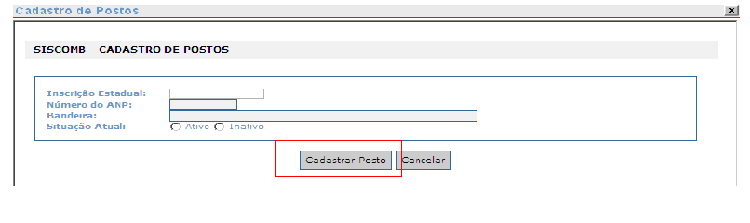 Cadastro de Postos
x
SISCOMB CADASTRO DE POSTOS
Inscrição Estadual:
Número do ANP:
Bandeira:
Situação Atual: Ativo Inativo
Cadastrar Posto Cancelar